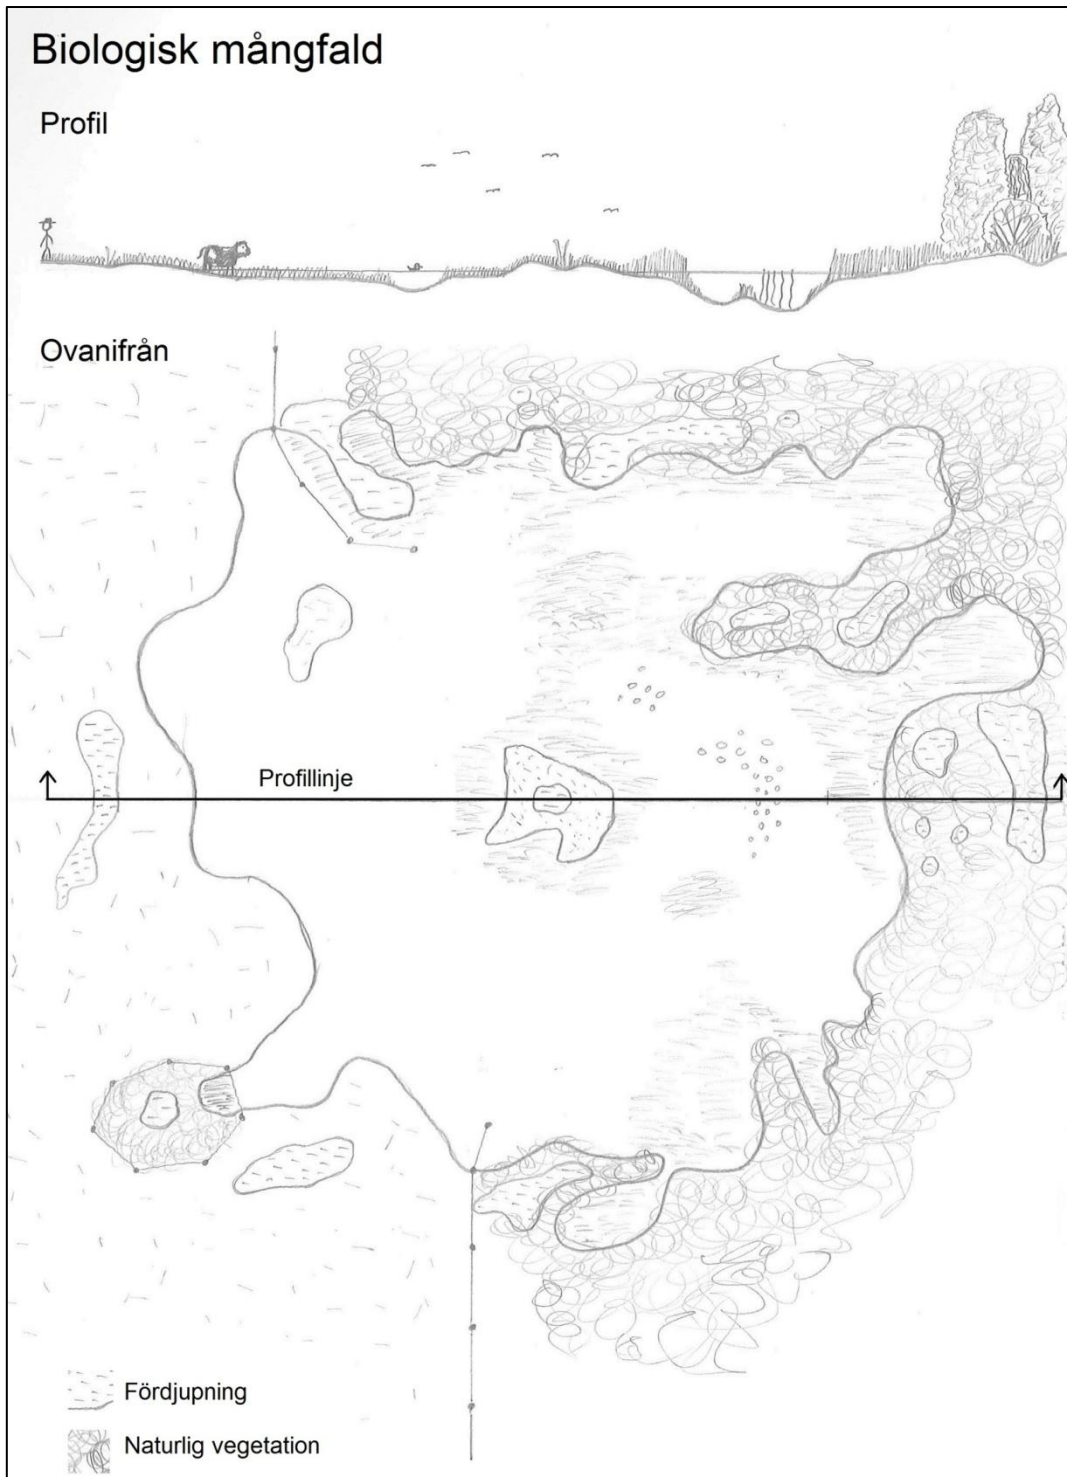 Biologisk mångfald
Profil
Ovanifrån
Profillinje
Fördjupning
Naturlig vegetation